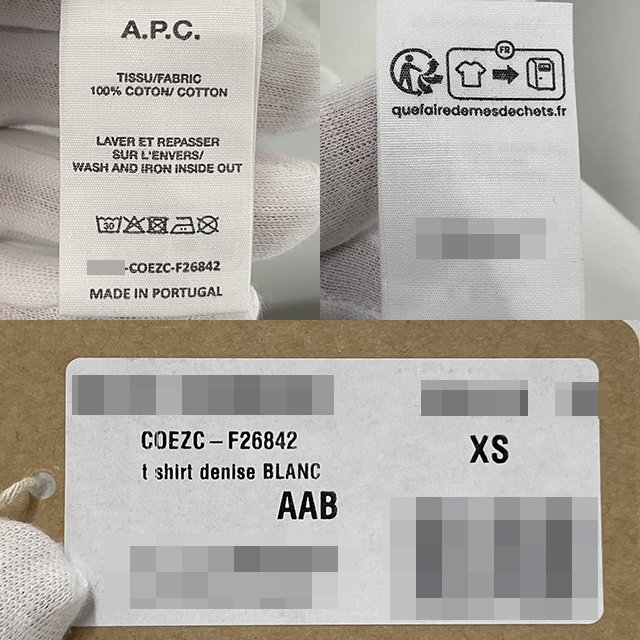 A.P.C.
TISSU/FABRIC
100% COTON/ COTTON
LAVER ET REPASSER
SUR L'ENVERS/
WASH AND IRON INSIDE OUT
30
-COEZC-F26842
MADE IN PORTUGAL
FR
quefairedemesdechets.fr
COEZC-F26842
t shirt denise BLANC
AAB
XS